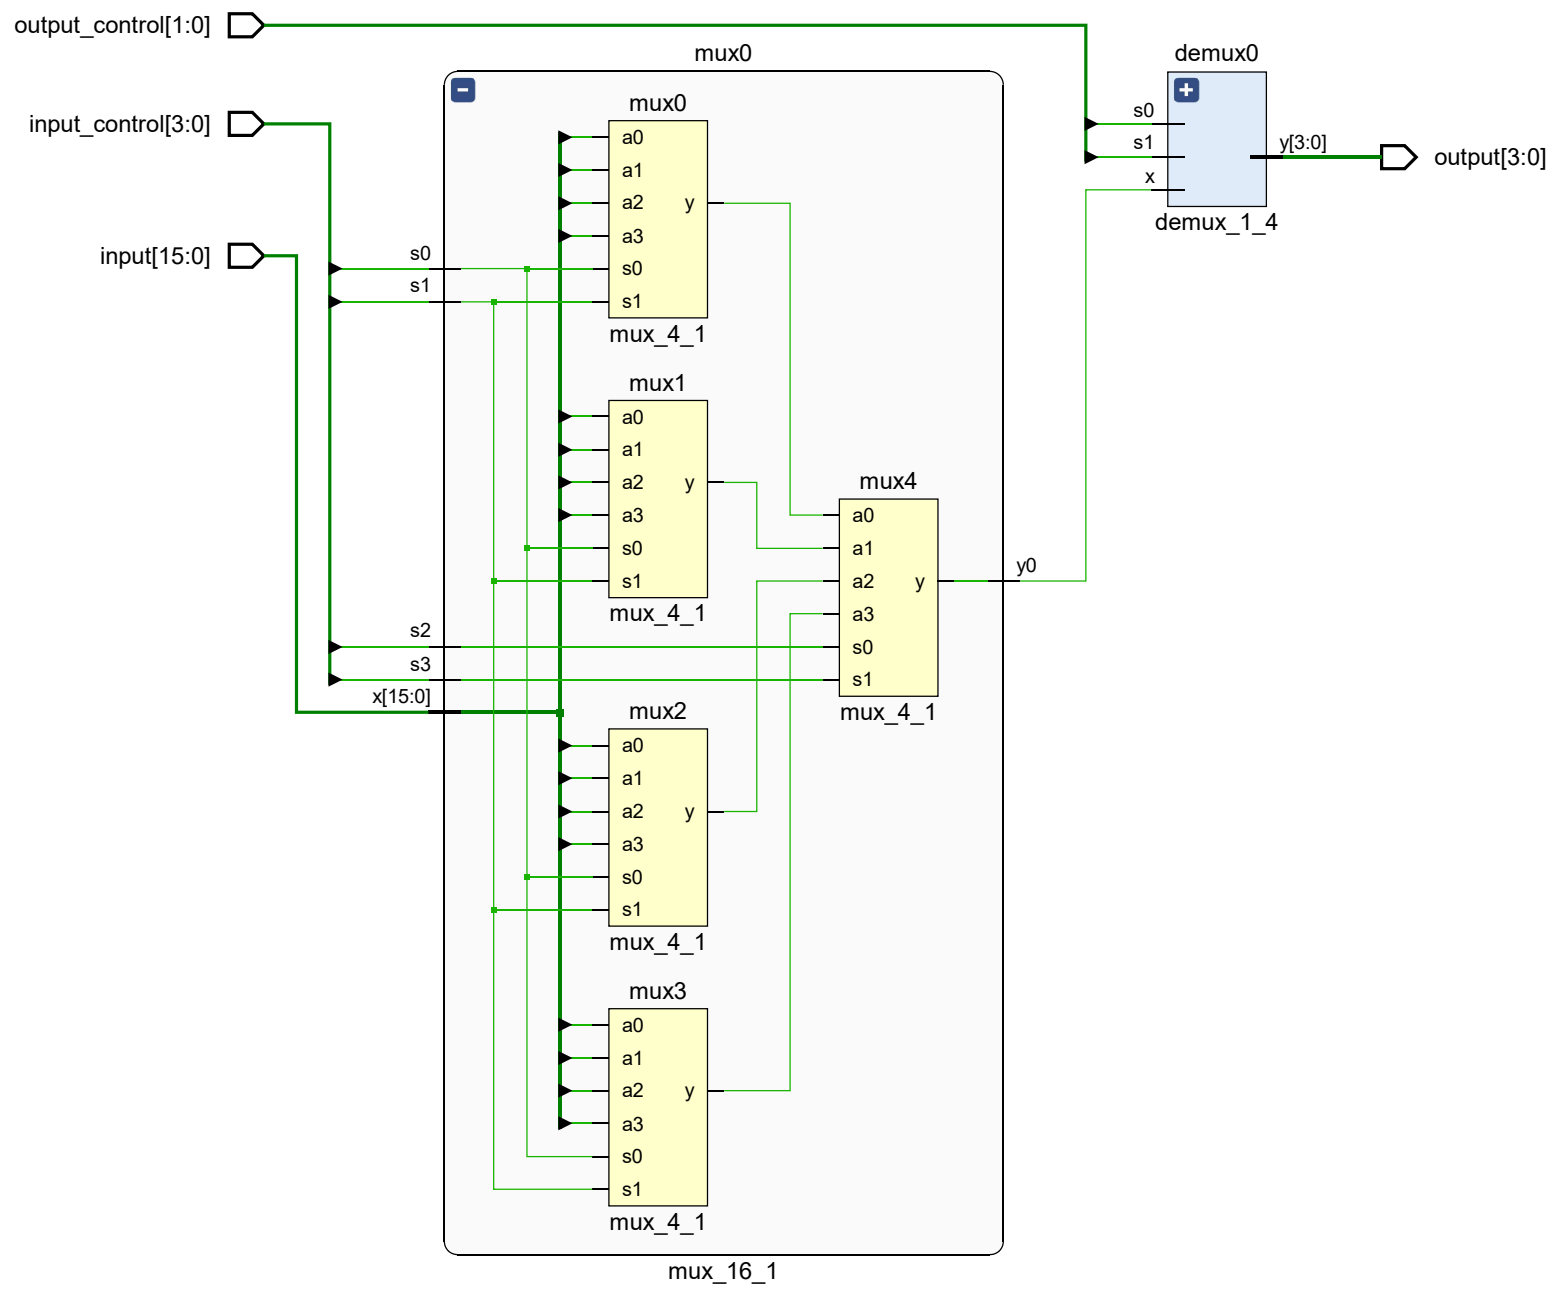 output_control[1:0]
input_control[3:0]
input[15:0]
mux0
mux0
a0
a1
a2
a3
s0
s1
y
mux_4_1
mux1
a0
a1
a2
a3
s0
s1
y
mux_4_1
mux2
a0
a1
a2
a3
s0
s1
y
mux_4_1
mux3
a0
a1
a2
a3
s0
s1
y
mux_4_1
mux4
a0
a1
a2
a3
s0
s1
y
mux_4_1
s0
s1
s2
s3
x[15:0]
y0
mux_16_1
demux0
s0
s1
x
y[3:0]
demux_1_4
output[3:0]